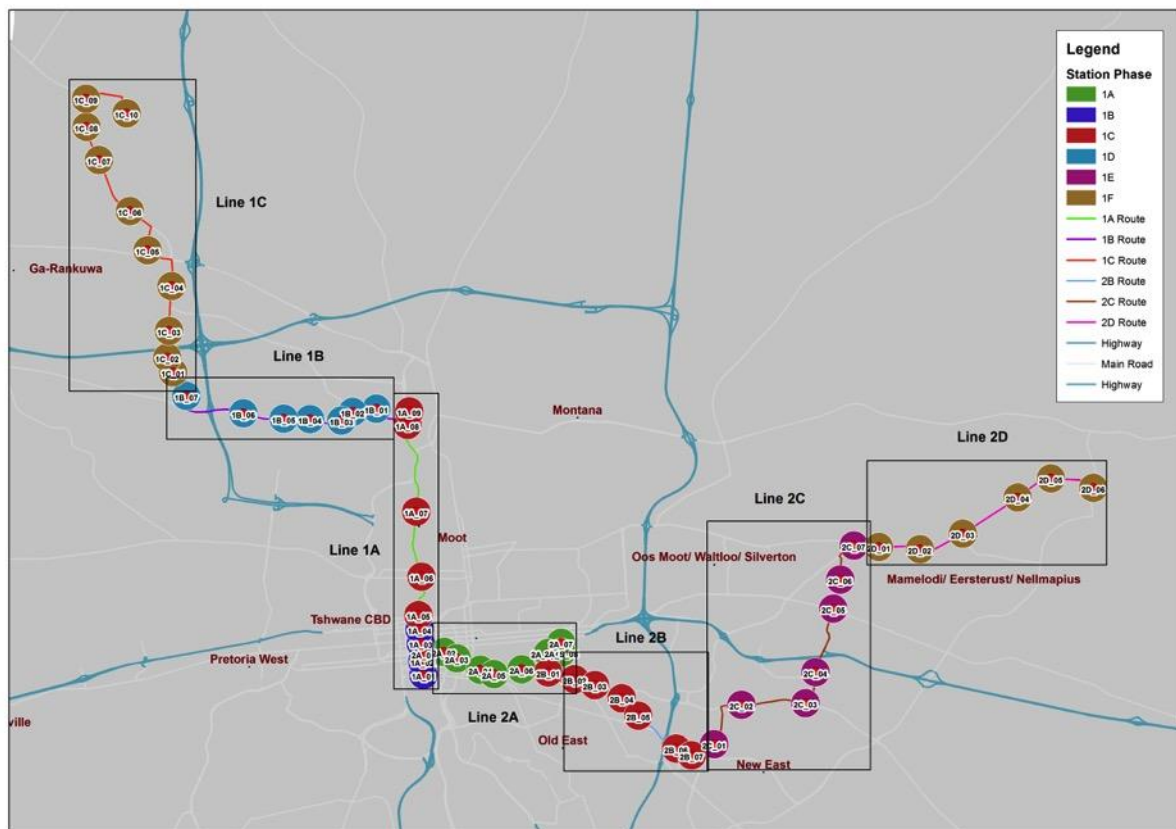 Legend
Station Phase
1A
1B
1C
1D
1E
1F
1A Route
1B Route
1C Route
2B Route
2C Route
2D Route
Highway
Main Road
Highway
1C_09
1C_10
1C_08
1C_07
Line 1C
1C_06
1C_05
Ga-Rankuwa
1C_04
1C_03
1C_02
1C_01
Line 1B
1B_07
1B_06
1B_05
1B_04
1B_03
1B_02
1B_01
1A_09
1A_08
Montana
Line 1A
1A_07
Moot
1A_06
Tshwane CBD
1A_05
1A_04
1A_03
1A_02
1A_01
Pretoria West
ville
2A_03
2A_05
2A_06
2A_07
Line 2A
Line 2B
2B_01
2B_03
2B_04
2B_05
2B_06
2B_07
Old East
New East
Line 2C
Oos Moot/ Waltloo/ Silverton
2C_01
2C_02
2C_03
2C_04
2C_05
2C_06
2C_07
Line 2D
2D_01
2D_02
2D_03
2D_04
2D_05
2D_06
Mamelodi/ Eersterust/ Nellmapius